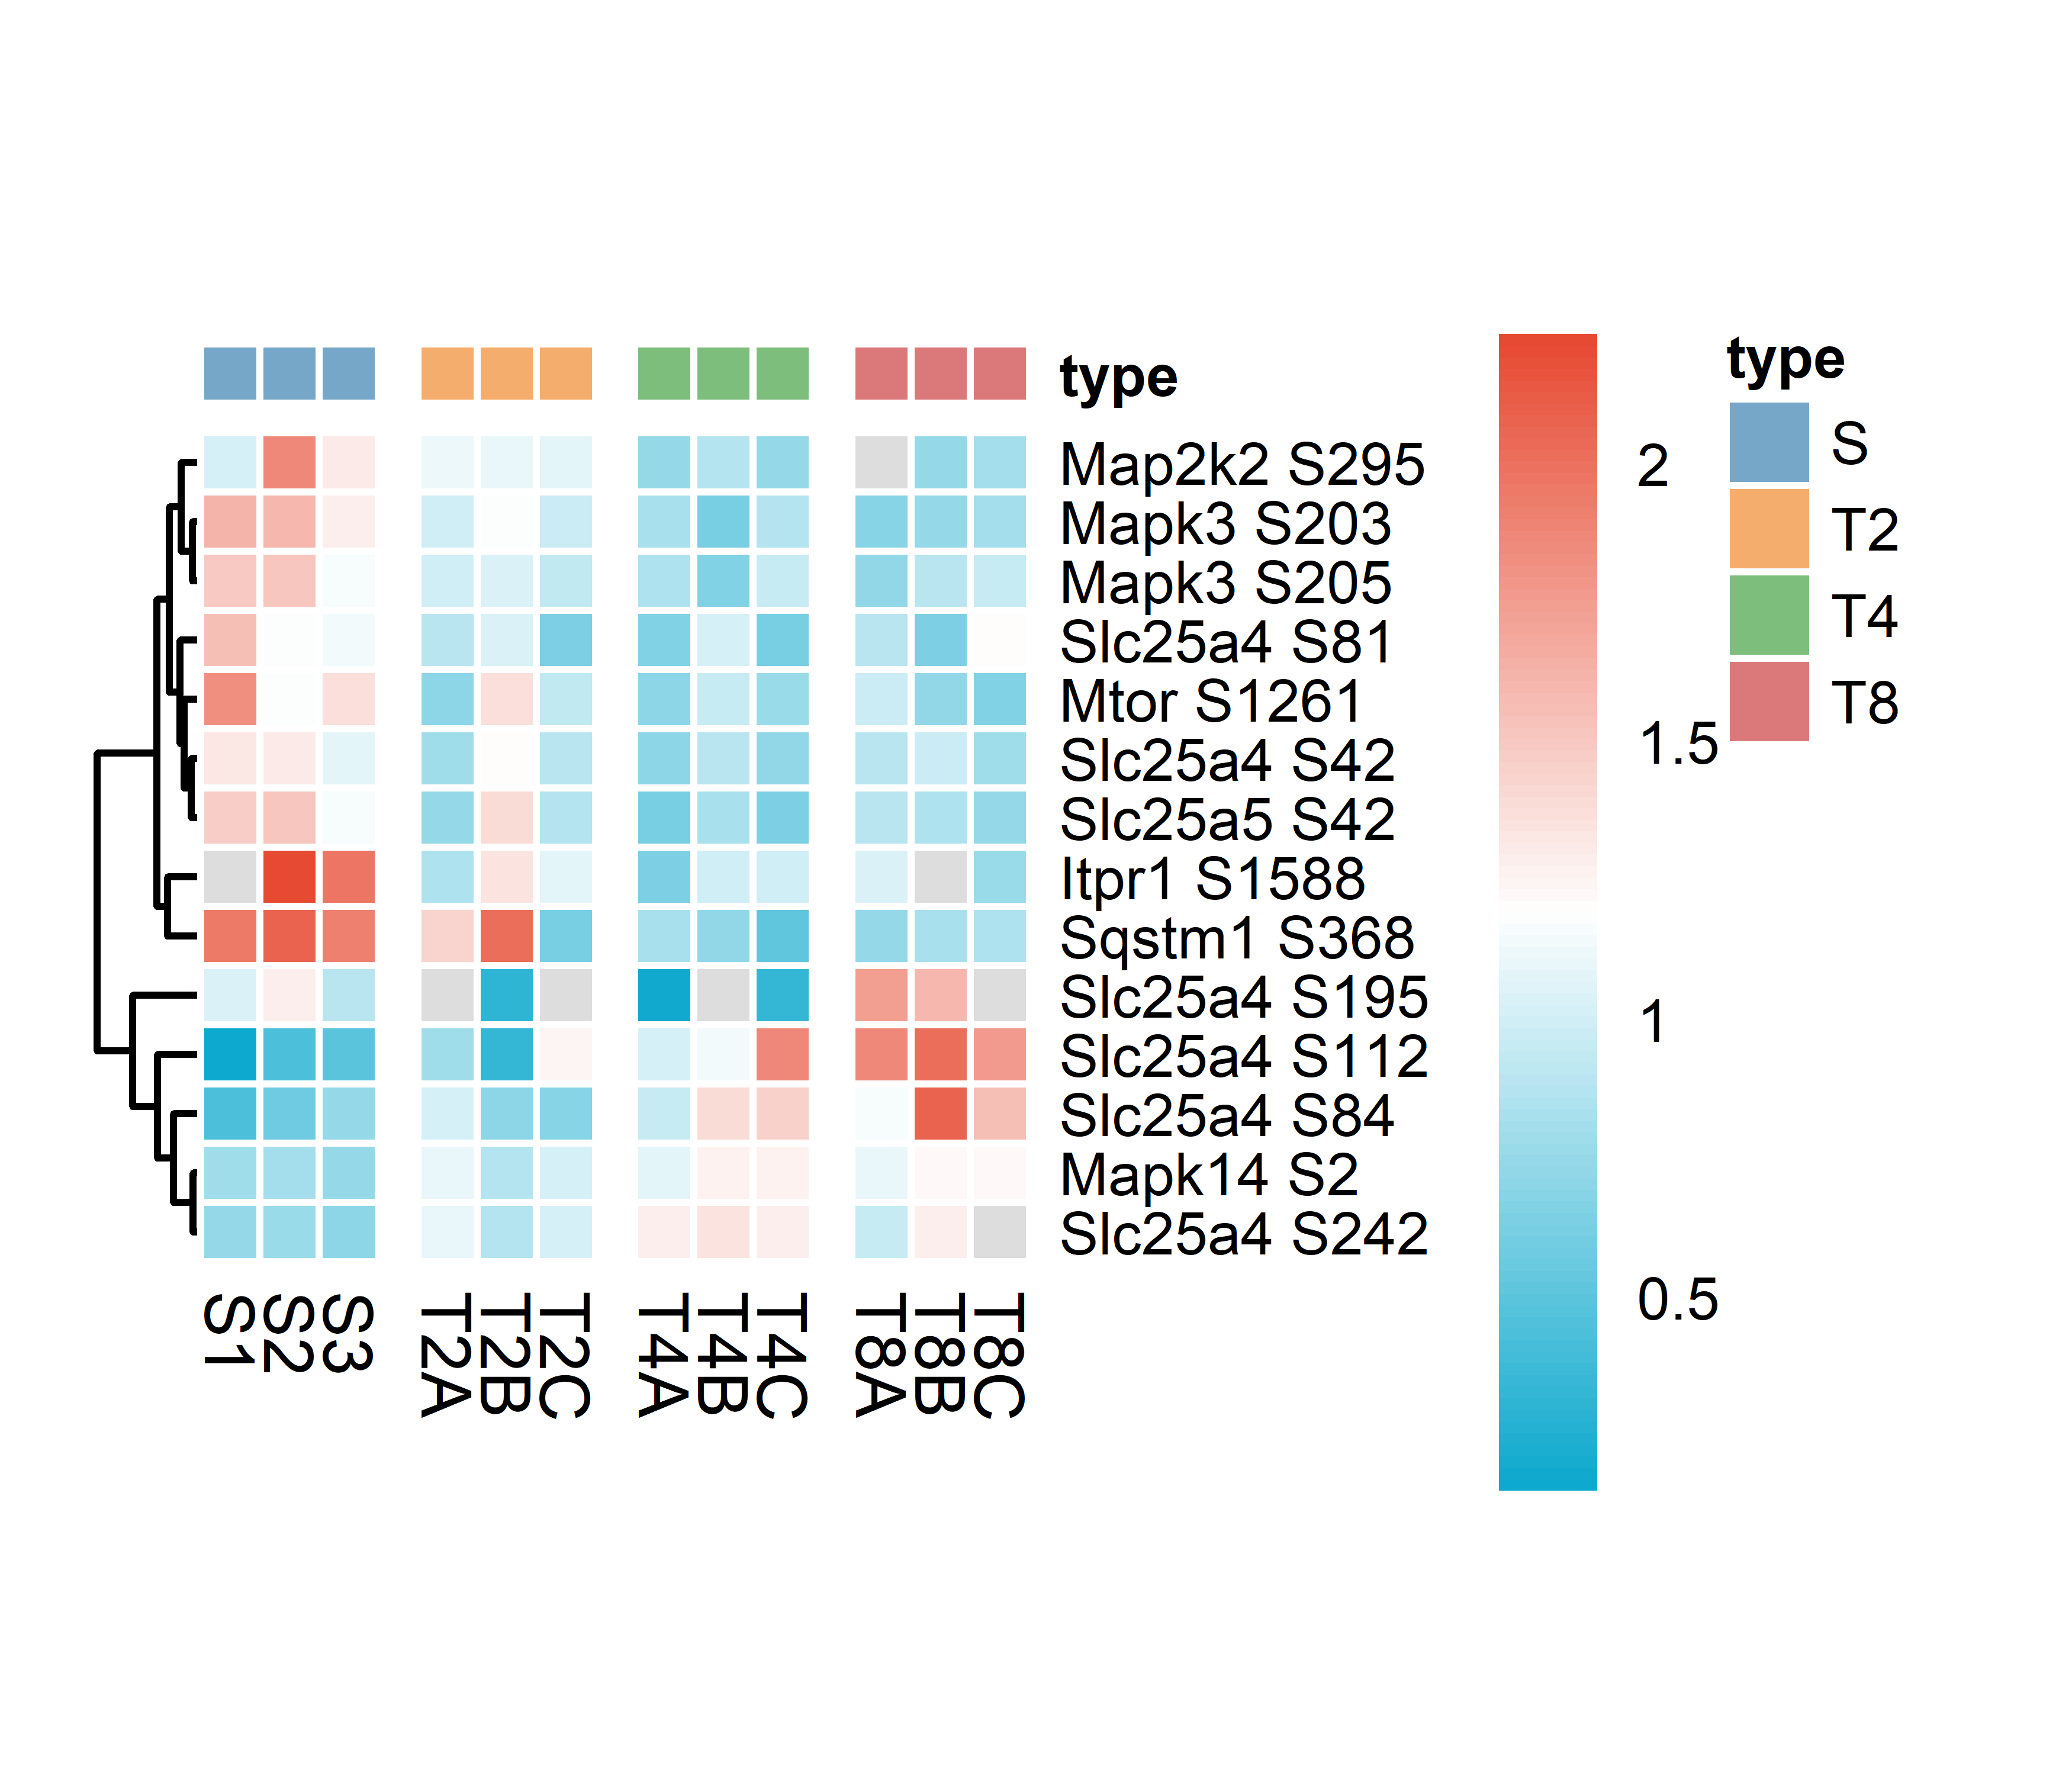 type
Map2k2 S295
Mapk3 S203
Mapk3 S205
Slc25a4 S81
Mtor S1261
Slc25a4 S42
Slc25a5 S42
Itpr1 S1588
Sqstm1 S368
Slc25a4 S195
Slc25a4 S112
Slc25a4 S84
Mapk14 S2
Slc25a4 S242
S1
S2
S3
T2A
T2B
T2C
T4A
T4B
T4C
T8A
T8B
T8C
2
1.5
1
0.5
type
S
T2
T4
T8